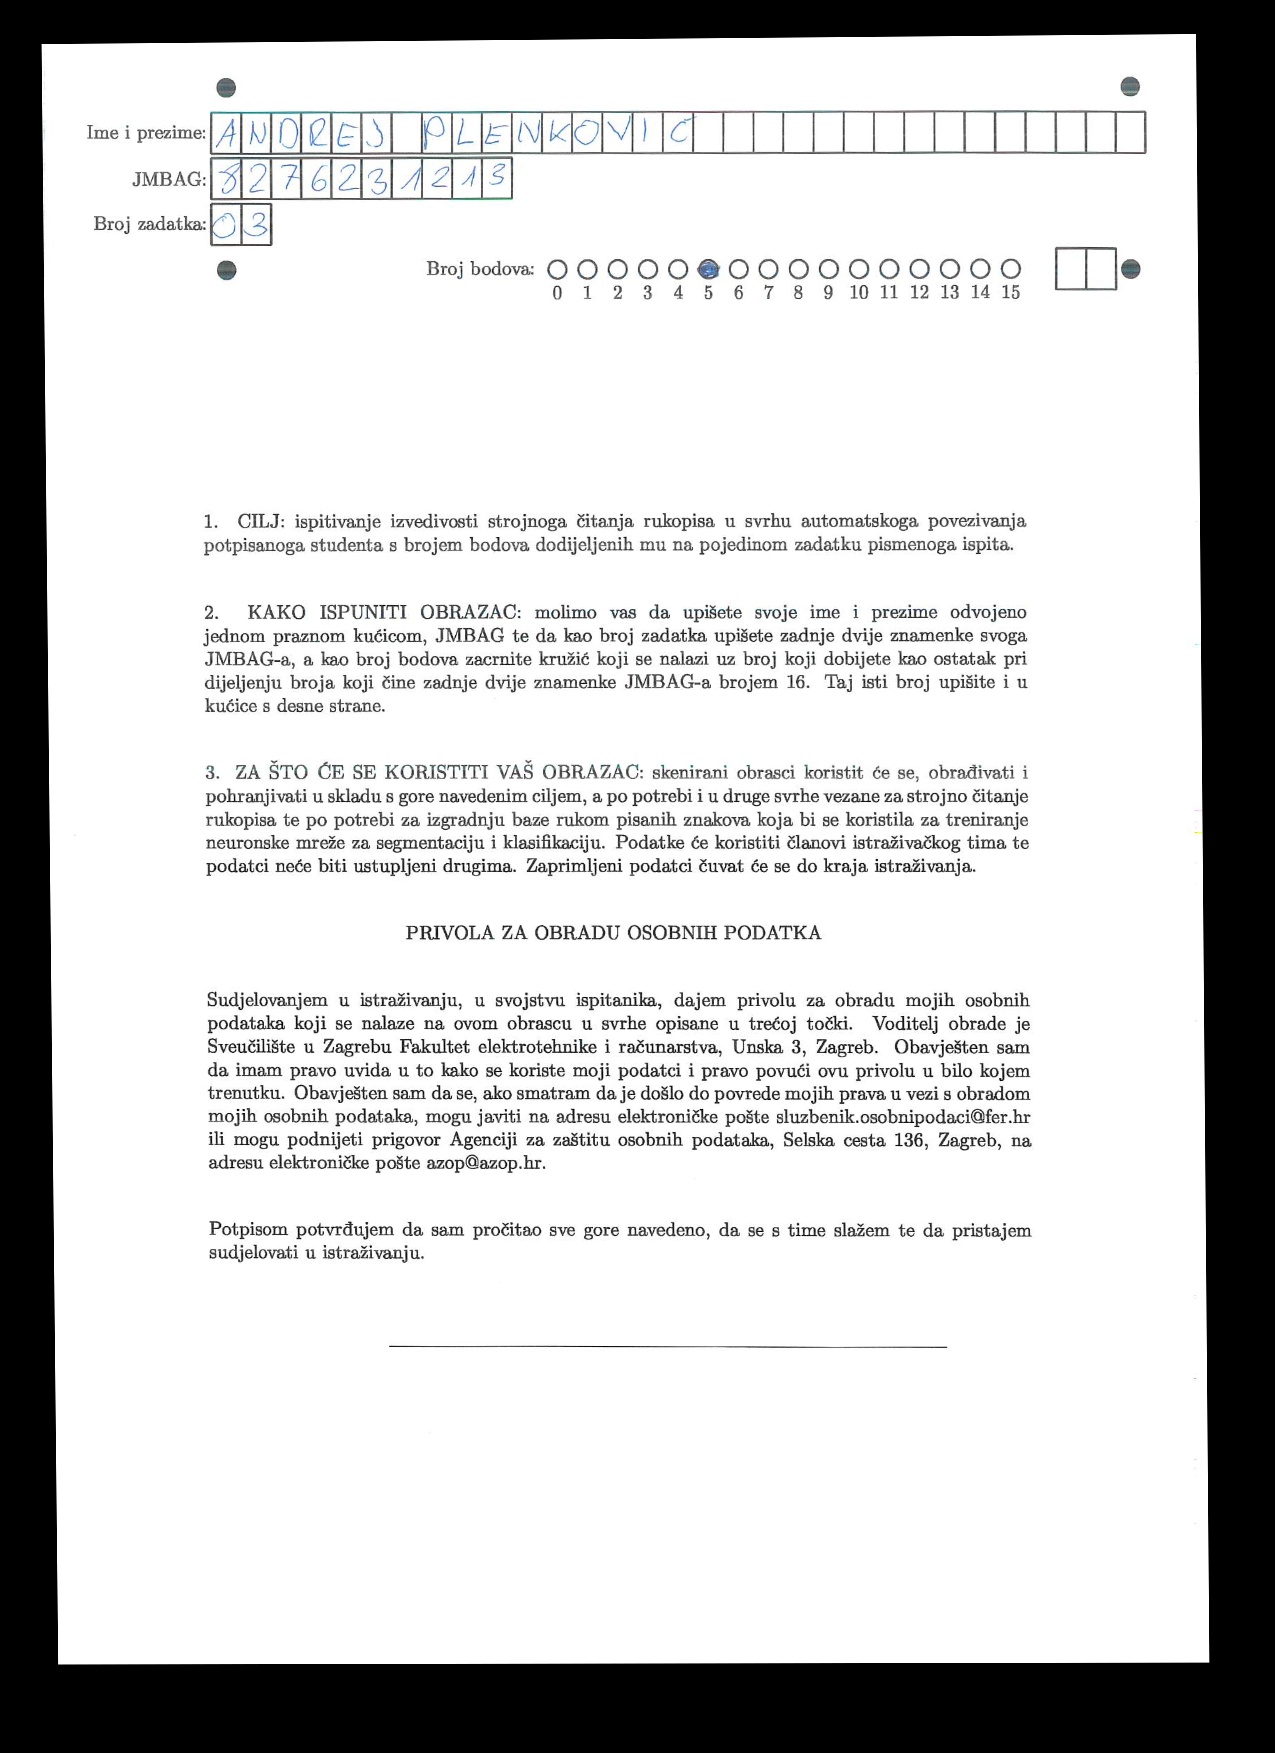 Ime i prezime: ANDREJ PLENKOVIĆ
JMBAG: 8276231213
Broj zadatka: 03
Broj bodova:
0 1 2 3 4 5 6 7 8 9 10 11 12 13 14 15
1. CILJ: ispitivanje izvedivosti strojnoga čitanja rukopisa u svrhu automatskoga povezivanja
potpisanoga studenta s brojem bodova dodijeljenih mu na pojedinom zadatku pismenoga ispita.
2. KAKO ISPUNITI OBRAZAC: molimo vas da upišete svoje ime i prezime odvojeno
jednom praznom kućicom, JMBAG te da kao broj zadatka upišete zadnje dvije znamenke svoga
JMBAG-a, a kao broj bodova zacrnite kružić koji se nalazi uz broj koji dobijete kao ostatak pri
dijeljenju broja koji čine zadnje dvije znamenke JMBAG-a brojem 16. Taj isti broj upišite i u
kućice s desne strane.
3. ZA ŠTO ĆE SE KORISTITI VAŠ OBRAZAC: skenirani obrasci koristit će se, obrađivati i
pohranjivati u skladu s gore navedenim ciljem, a po potrebi i u druge svrhe vezane za strojno čitanje
rukopisa te po potrebi za izgradnju baze rukom pisanih znakova koja bi se koristila za treniranje
neuronske mreže za segmentaciju i klasifikaciju. Podatke će koristiti članovi istraživačkog tima te
podatci neće biti ustupljeni drugima. Zaprimljeni podatci čuvat će se do kraja istraživanja.
PRIVOLA ZA OBRADU OSOBNIH PODATKA
Sudjelovanjem u istraživanju, u svojstvu ispitanika, dajem privolu za obradu mojih osobnih
podataka koji se nalaze na ovom obrascu u svrhe opisane u trećoj točki. Voditelj obrade je
Sveučilište u Zagrebu Fakultet elektrotehnike i računarstva, Unska 3, Zagreb. Obavješten sam
da imam pravo uvida u to kako se koriste moji podatci i pravo povući ovu privolu u bilo kojem
trenutku. Obavješten sam da se, ako smatram da je došlo do povrede mojih prava u vezi s obradom
mojih osobnih podataka, mogu javiti na adresu elektroničke pošte sluzbenik.osobnipodaci@fer.hr
ili mogu podnijeti prigovor Agenciji za zaštitu osobnih podataka, Selska cesta 136, Zagreb, na
adresu elektroničke pošte azop@azop.hr.
Potpisom potvrđujem da sam pročitao sve gore navedeno, da se s time slažem te da pristajem
sudjelovati u istraživanju.